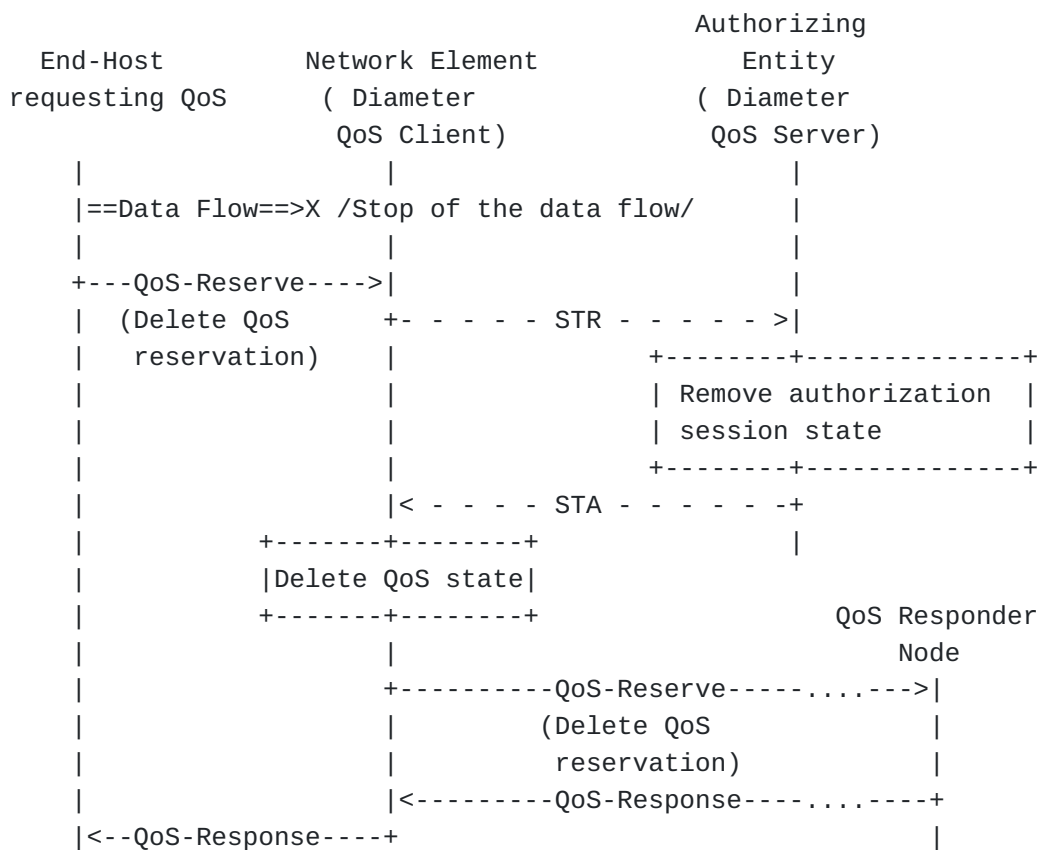 Authorizing
  End-Host         Network Element             Entity
requesting QoS      ( Diameter               ( Diameter
                     QoS Client)              QoS Server)
    |                   |                          |
    |==Data Flow==>X /Stop of the data flow/       |
    |                   |                          |
    +---QoS-Reserve---->|                          |
    |  (Delete QoS      +- - - - - STR - - - - - >|
    |   reservation)    |                +--------+--------------+
    |                   |                | Remove authorization  |
    |                   |                | session state         |
    |                   |                +--------+--------------+
    |                   |< - - - - STA - - - - - -+
    |           +-------+--------+                |
    |           |Delete QoS state|
    |           +-------+--------+                   QoS Responder
    |                   |                                Node
    |                   +----------QoS-Reserve-----....--->|
    |                   |         (Delete QoS              |
    |                   |          reservation)            |
    |                   |<---------QoS-Response----....----+
    |<--QoS-Response----+                                  |